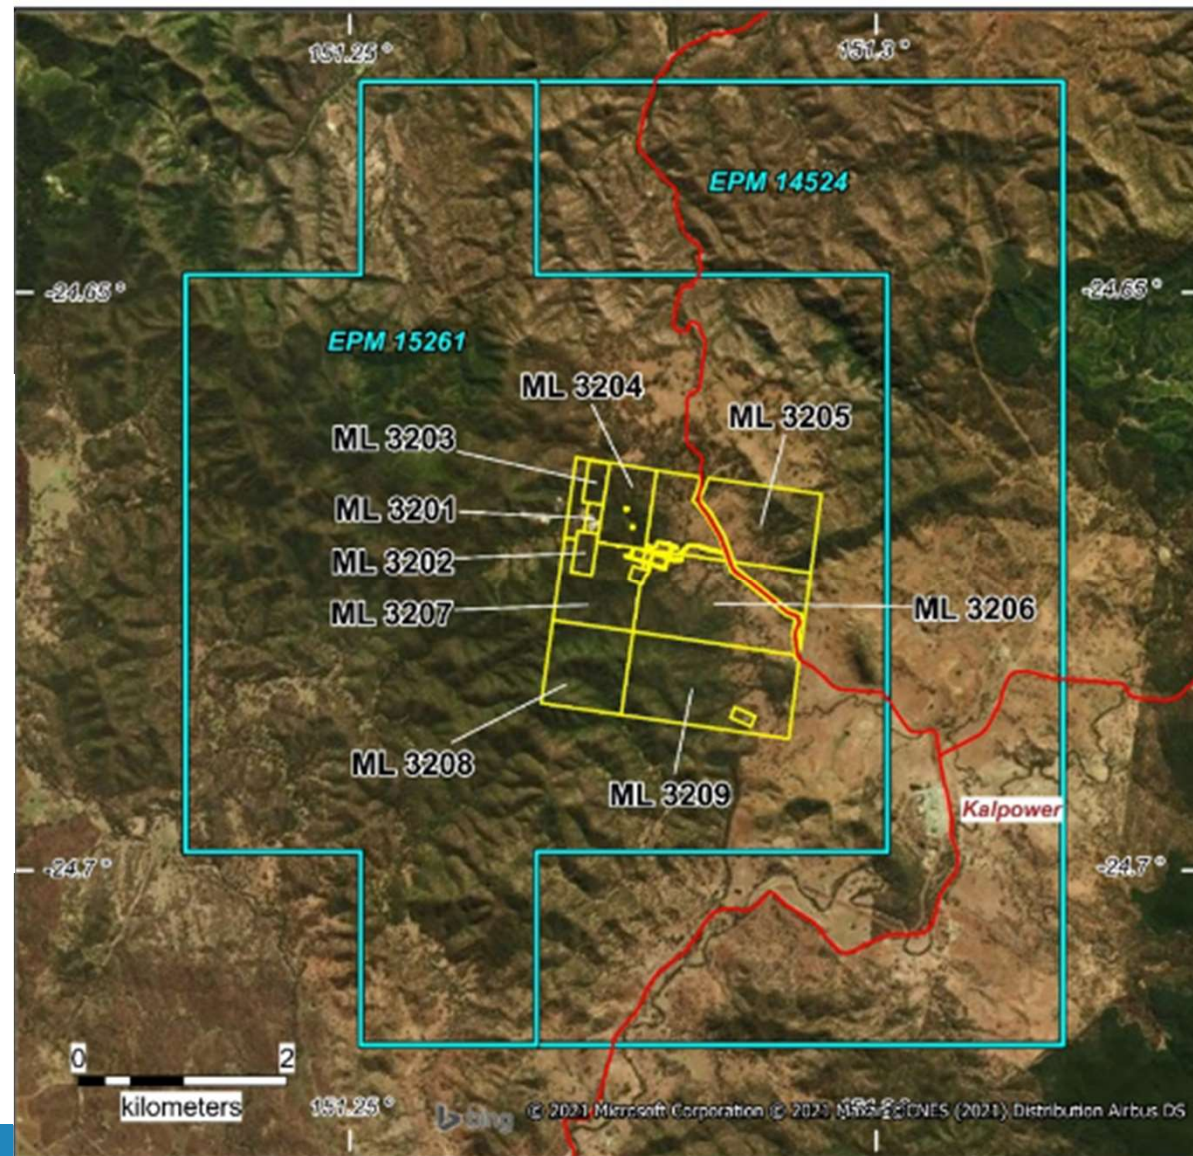 151.25 °
151.3 °
EPM 14524
-24.65 °
-24.65 °
EPM 15261
ML 3204
ML 3205
ML 3203
ML 3201
ML 3202
ML 3207
ML 3206
ML 3208
ML 3209
Kalpower
-24.7 °
-24.7 °
0 2
kilometers
151.25 °
bing
© 2021 Microsoft Corporation © 2021 Maxar © CNES (2021) Distribution Airbus DS